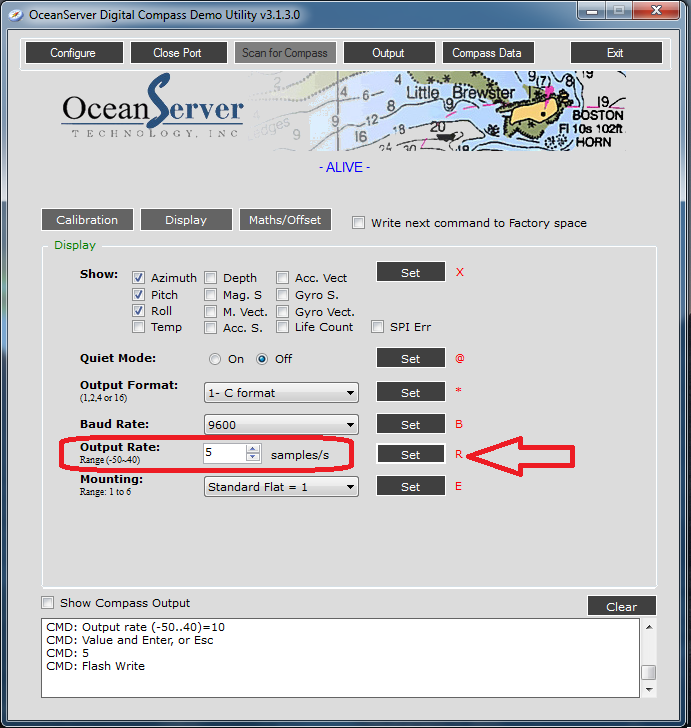 OceanServer Digital Compass Demo Utility v3.1.3.0
Configure Close Port Scan for Compass Output Compass Data Exit
OceanServer
TECHNOLOGY, INC
Little Brewster
edges
(7)
19
BOSTON
Fl 10s 102ft
HORN
- ALIVE -
Calibration Display Maths/Offset Write next command to Factory space
Display
Show: Azimuth Depth Acc. Vect Set X
Pitch Mag. S Gyro S.
Roll M. Vect. Gyro Vect.
Temp Acc. S. Life Count SPI Err
Quiet Mode: On Off Set @
Output Format: 1- C format Set *
(1,2,4 or 16)
Baud Rate: 9600 Set B
Output Rate: 5 samples/s Set R
Range (-50~40)
Mounting: Standard Flat = 1 Set E
Range: 1 to 6
Show Compass Output Clear
CMD: Output rate (-50..40)=10
CMD: Value and Enter, or Esc
CMD: 5
CMD: Flash Write